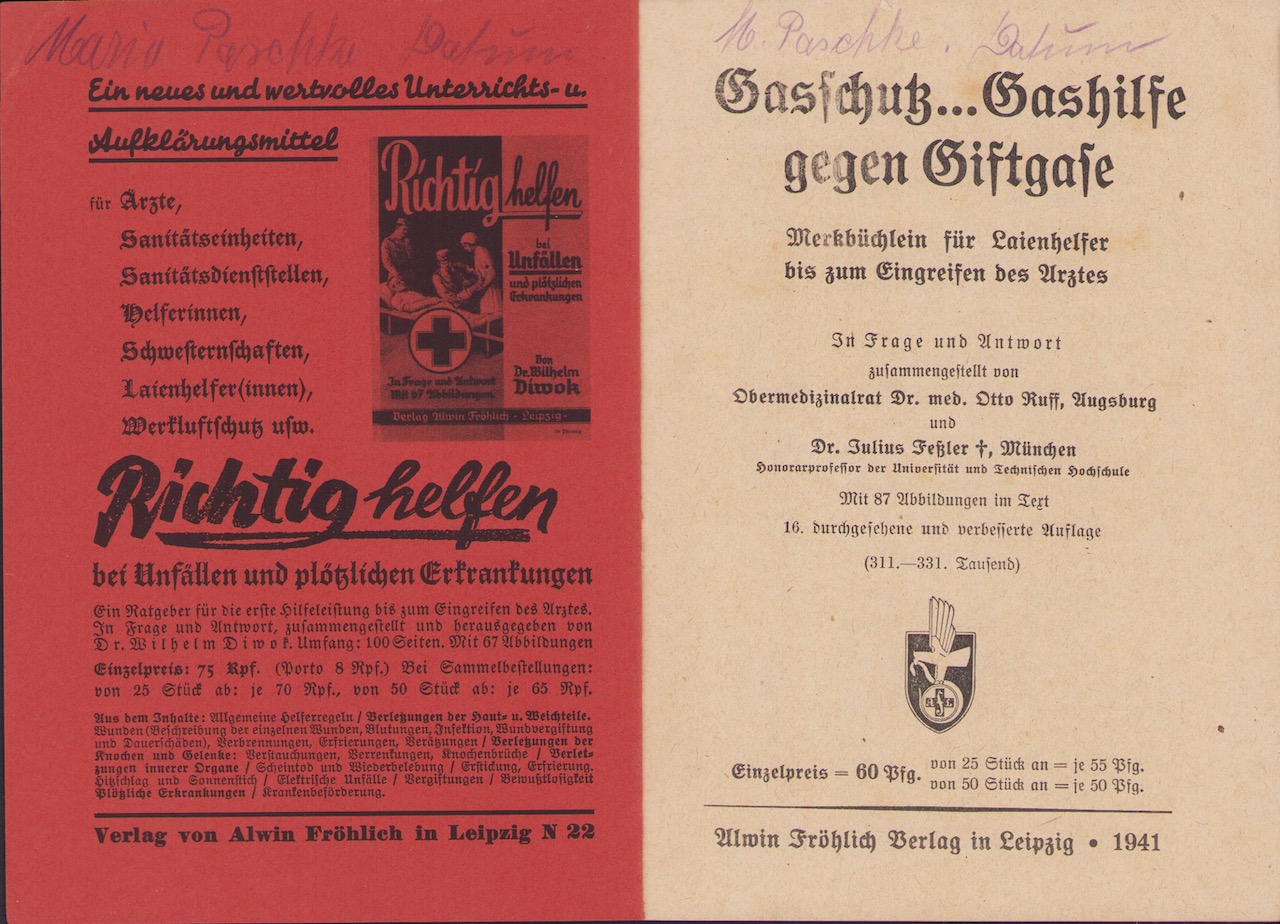 Maria Paschke Datum
Ein neues und wertvolles Unterrichts- u.
Aufklärungsmittel
für Ärzte,
Sanitätseinheiten,
Sanitätsdienststellen,
Helferinnen,
Schwesternschaften,
Laienhelfer(innen),
Werkluftschutz usw.
Richtig helfen
bei
Unfällen
und plötzlichen
Erkrankungen
In Frage und Antwort
Mit 67 Abbildungen
Von
Dr. Wilhelm
Diwok
Verlag Alwin Fröhlich - Leipzig -
Richtig helfen
bei Unfällen und plötzlichen Erkrankungen
Ein Ratgeber für die erste Hilfeleistung bis zum Eingreifen des Arztes.
In Frage und Antwort, zusammengestellt und herausgegeben von
Dr. Wilhelm Diwok. Umfang: 100 Seiten. Mit 67 Abbildungen
Einzelpreis: 75 Rpf. (Porto 8 Rpf.) Bei Sammelbestellungen:
von 25 Stück ab: je 70 Rpf., von 50 Stück ab: je 65 Rpf.
Aus dem Inhalte: Allgemeine Helferregeln / Verletzungen der Haut- u. Weichteile.
Wunden (Beschreibung der einzelnen Wunden, Blutungen, Infektion, Wundvergiftung
und Dauerschäden), Verbrennungen, Erfrierungen, Verätzungen / Verletzungen der
Knochen und Gelenke: Verstauchungen, Verrenkungen, Knochenbrüche / Verlet-
zungen innerer Organe / Scheintod und Wiederbelebung / Erstickung, Erfrierung.
Hitzschlag und Sonnenstich / Elektrische Unfälle / Vergiftungen / Bewußtlosigkeit
Plötzliche Erkrankungen / Krankenbeförderung.
Verlag von Alwin Fröhlich in Leipzig N 22
M. Paschke. Datum
Gasschutz...Gashilfe
gegen Giftgase
Merkbüchlein für Laienhelfer
bis zum Eingreifen des Arztes
In Frage und Antwort
zusammengestellt von
Obermedizinalrat Dr. med. Otto Ruff, Augsburg
und
Dr. Julius Feßler †, München
Honorarprofessor der Universität und Technischen Hochschule
Mit 87 Abbildungen im Text
16. durchgesehene und verbesserte Auflage
(311.—331. Tausend)
Einzelpreis = 60 Pfg. von 25 Stück an = je 55 Pfg.
von 50 Stück an = je 50 Pfg.
Alwin Fröhlich Verlag in Leipzig • 1941